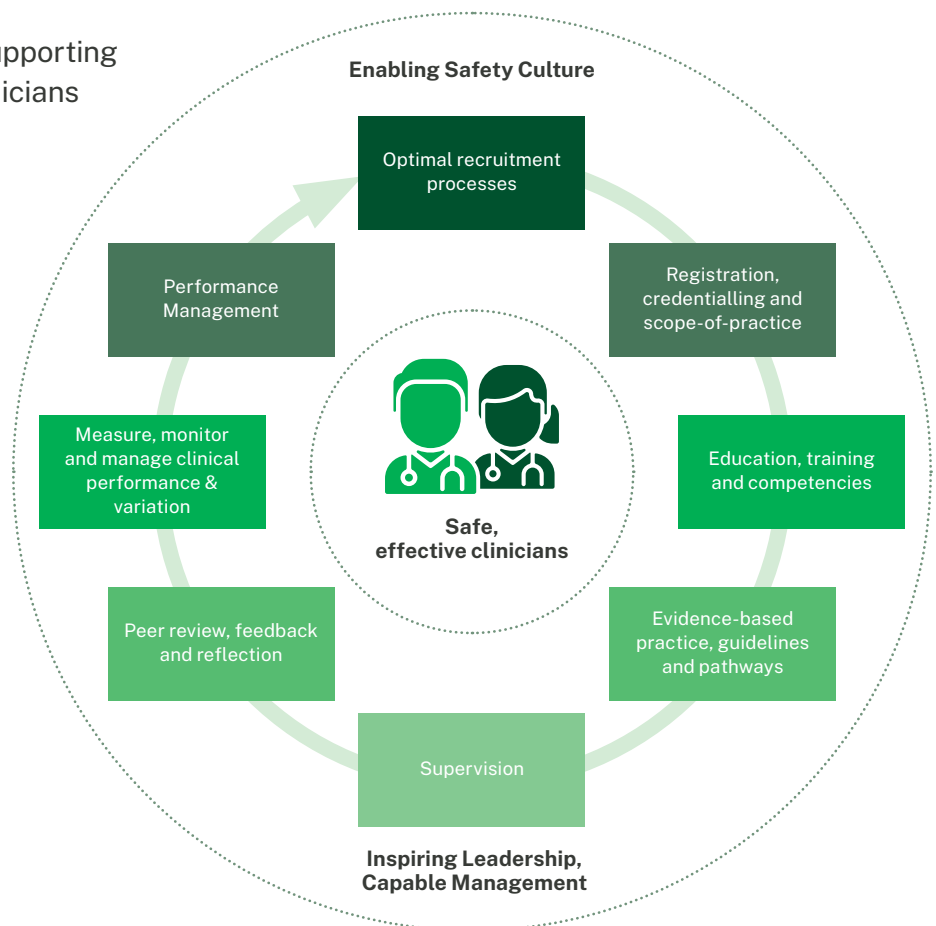 Enabling Safety Culture
Optimal recruitment
processes
Registration,
credentialling and
scope-of-practice
Education, training
and competencies
Evidence-based
practice, guidelines
and pathways
Supervision
Peer review, feedback
and reflection
Measure, monitor
and manage clinical
performance &
variation
Performance
Management
Safe,
effective clinicians
Inspiring Leadership,
Capable Management